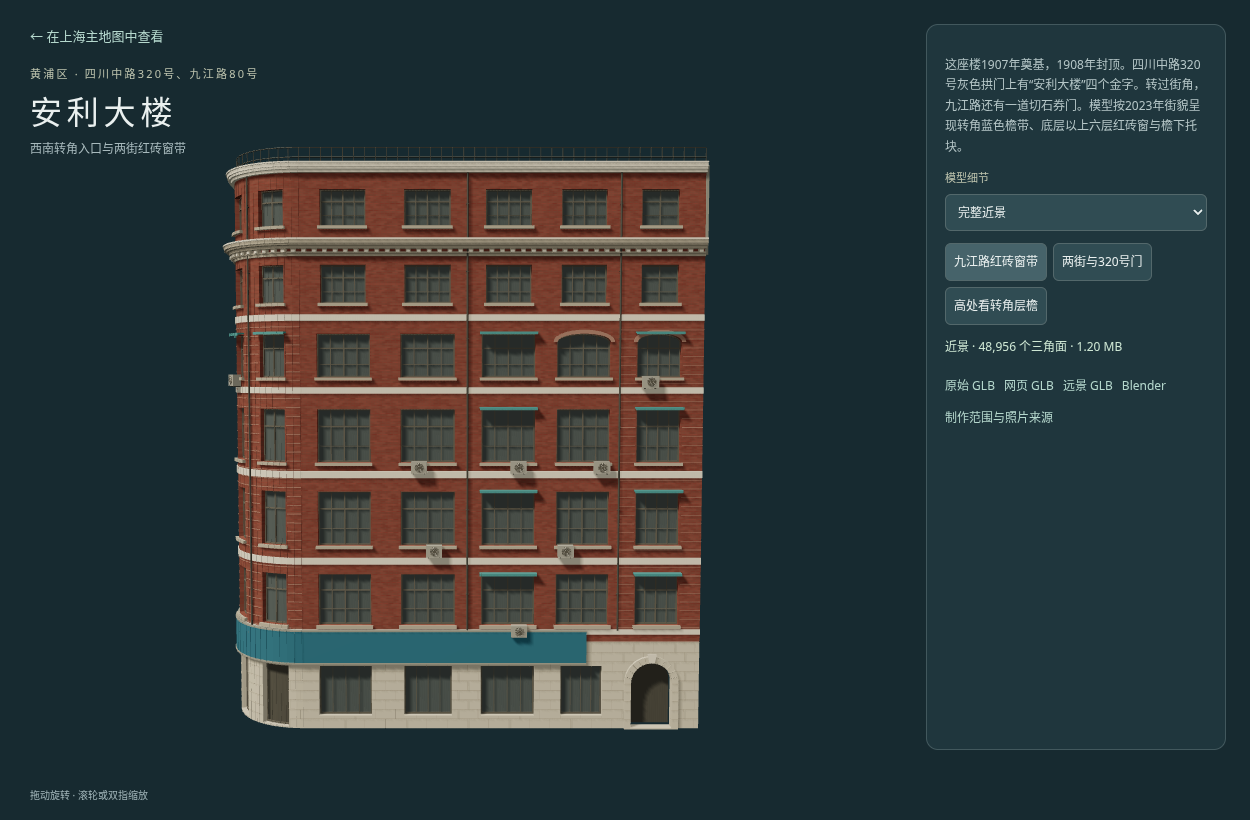 ← 在上海主地图中查看
黄浦区 · 四川中路320号、九江路80号
安利大楼
西南转角入口与两街红砖窗带
这座楼1907年奠基，1908年封顶。四川中路320
号灰色拱门上有“安利大楼”四个金字。转过街角，
九江路还有一道切石券门。模型按2023年街貌呈
现转角蓝色檐带、底层以上六层红砖窗与檐下托
块。
模型细节
完整近景
九江路红砖窗带
两街与320号门
高处看转角层檐
近景 · 48,956 个三角面 · 1.20 MB
原始 GLB 网页 GLB 远景 GLB Blender
制作范围与照片来源
拖动旋转 · 滚轮或双指缩放